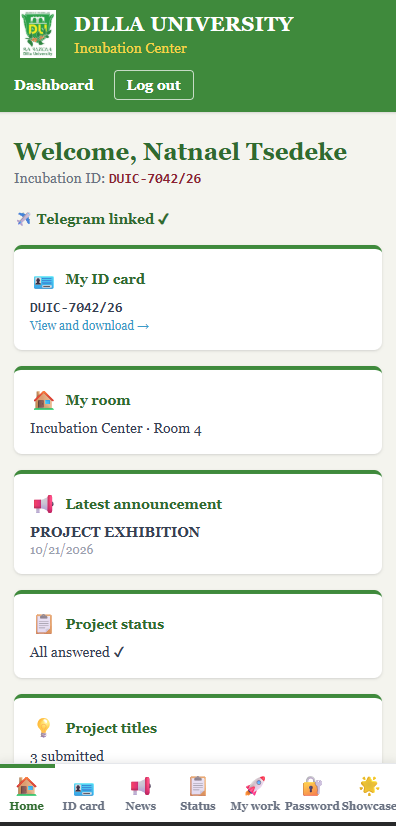 DILLA UNIVERSITY
Incubation Center
Dashboard
Log out
Welcome, Natnael Tsedeke
Incubation ID: DUIC-7042/26
Telegram linked ✓
My ID card
DUIC-7042/26
View and download →
My room
Incubation Center · Room 4
Latest announcement
PROJECT EXHIBITION
10/21/2026
Project status
All answered ✓
Project titles
3 submitted
Home
ID card
News
Status
My work
Password
Showcase